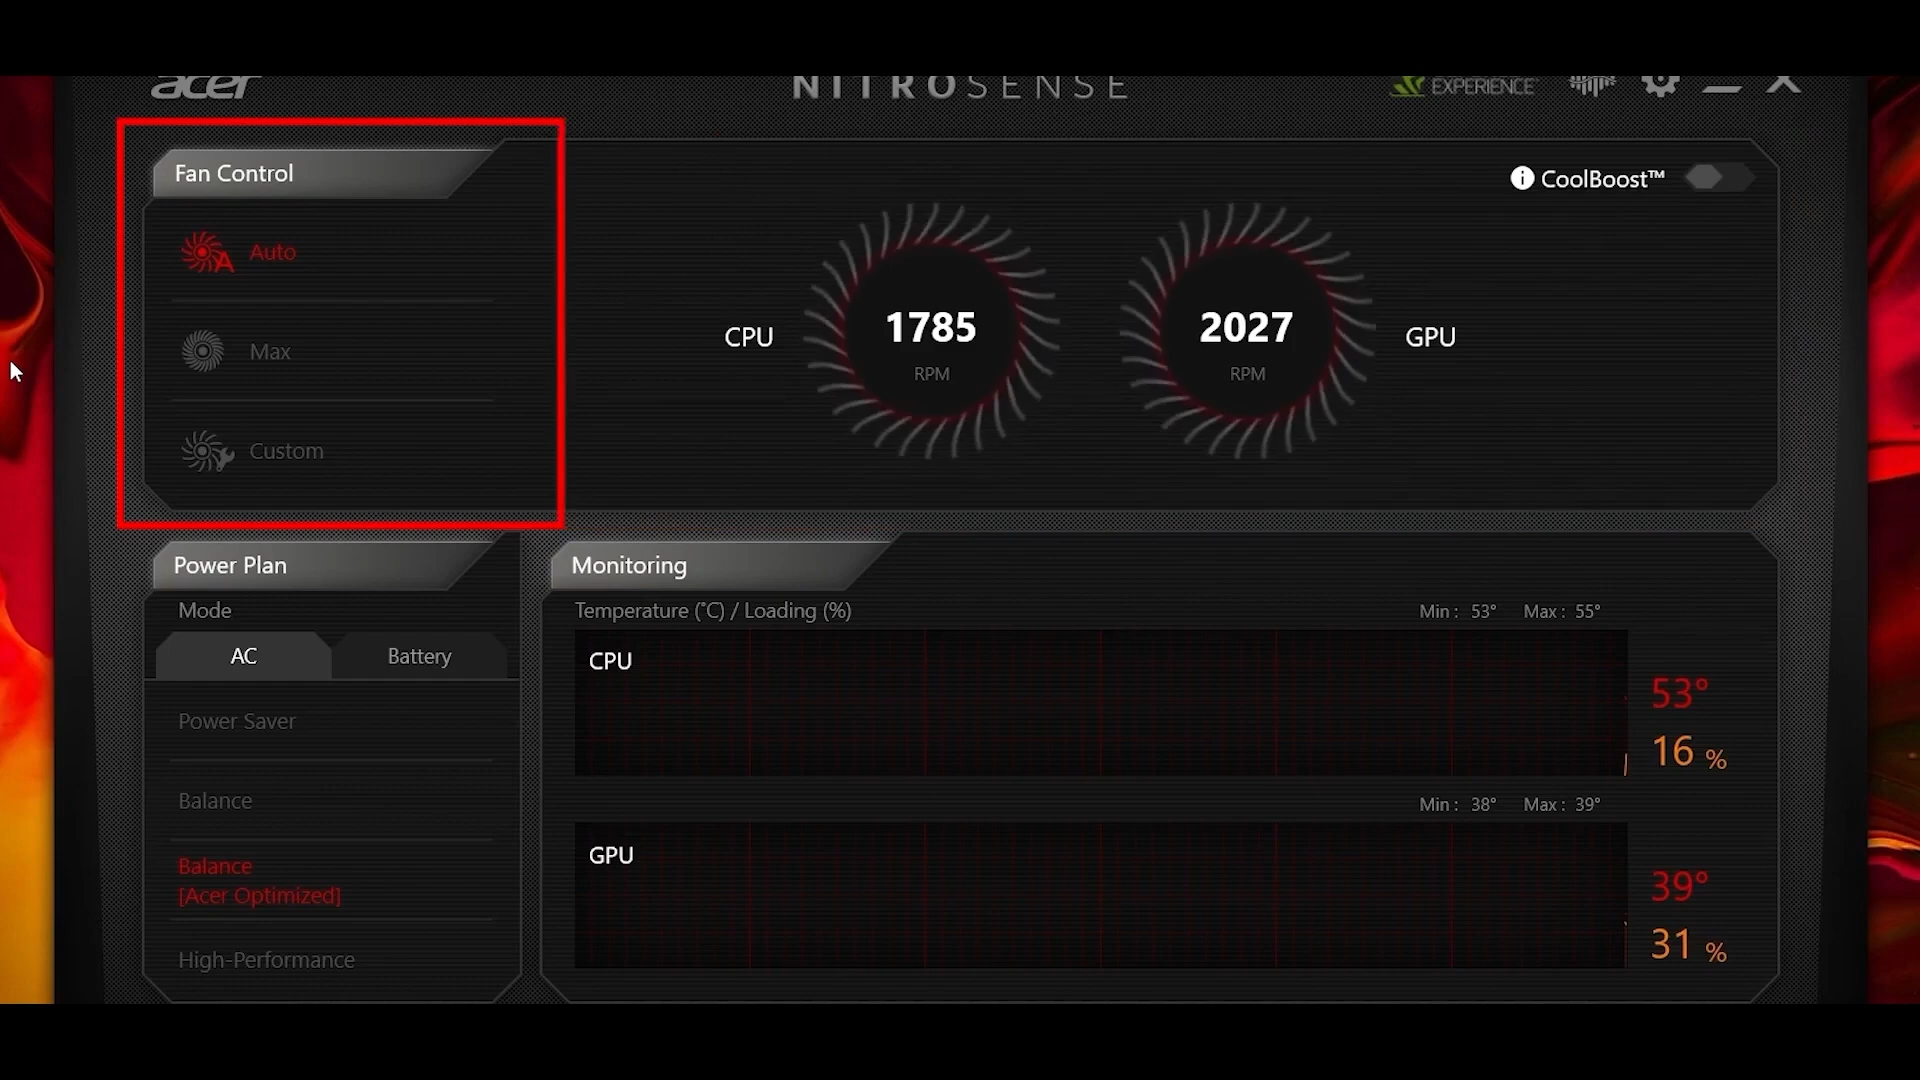 acer
NITROSENSE
EXPERIENCE
Fan Control
i CoolBoost™
Auto
Max
Custom
CPU
1785
RPM
2027
RPM
GPU
Power Plan
Mode
AC
Battery
Power Saver
Balance
Balance
[Acer Optimized]
High-Performance
Monitoring
Temperature (°C) / Loading (%)
Min : 53° Max : 55°
CPU
53°
16 %
Min : 38° Max : 39°
GPU
39°
31 %